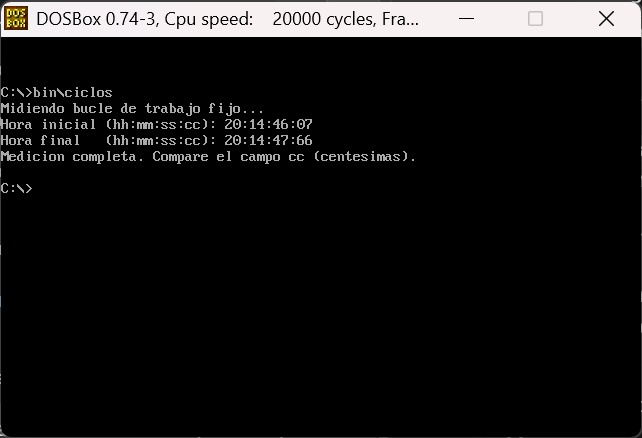 DOS
BOX
DOSBox 0.74-3, Cpu speed:    20000 cycles, Fra...
C:\>bin\ciclos
Midiendo bucle de trabajo fijo...
Hora inicial (hh:mm:ss:cc): 20:14:46:07
Hora final   (hh:mm:ss:cc): 20:14:47:66
Medicion completa. Compare el campo cc (centesimas).
C:\>